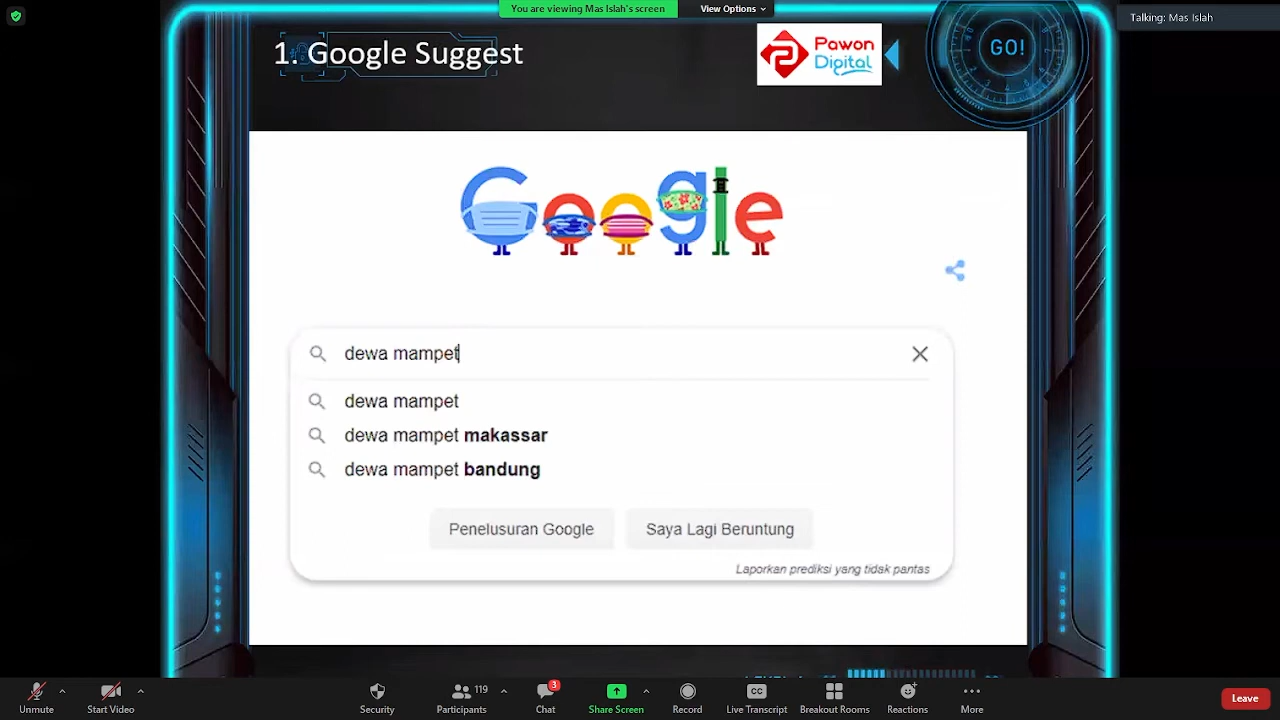 You are viewing Mas Islah's screen
View Options
Talking: Mas Islah
1. Google Suggest
Pawon
Digital
GO!
Google
dewa mampet
dewa mampet
dewa mampet makassar
dewa mampet bandung
Penelusuran Google
Saya Lagi Beruntung
Laporkan prediksi yang tidak pantas
Unmute
Start Video
Security
119
Participants
3
Chat
Share Screen
Record
CC
Live Transcript
Breakout Rooms
Reactions
More
Leave